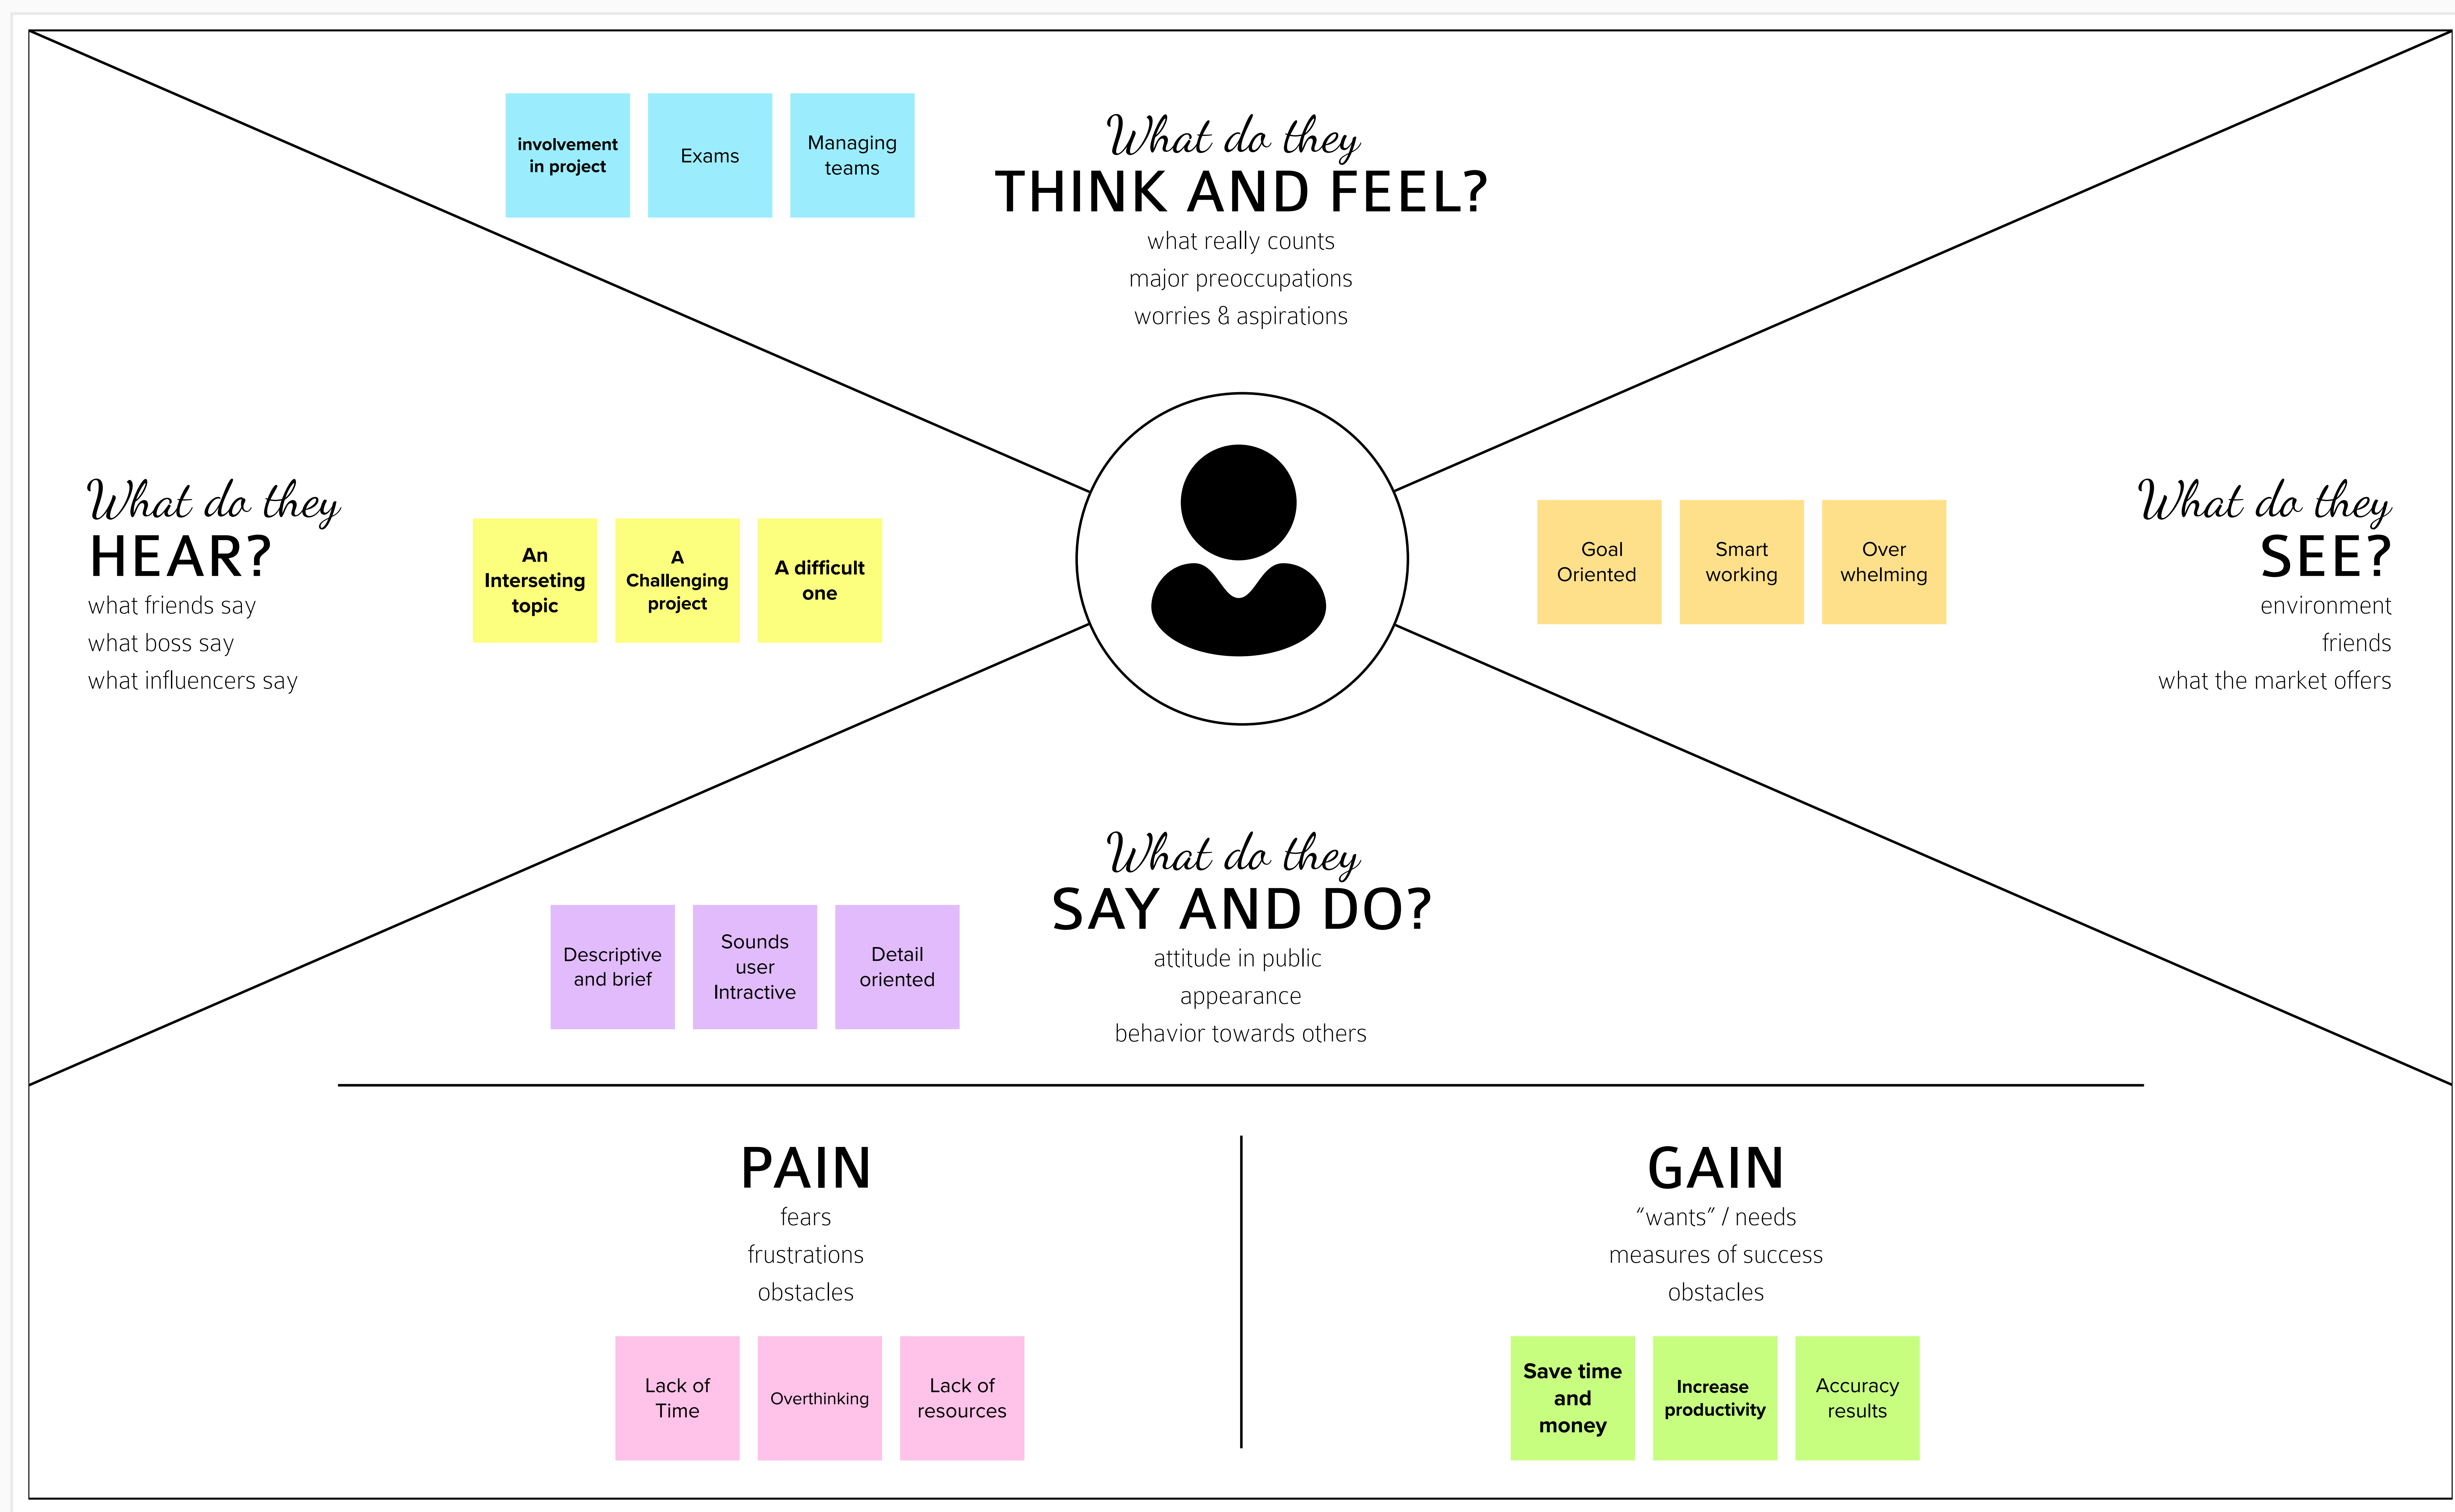 involvement
in project
Exams
Managing
teams
What do they
THINK AND FEEL?
what really counts
major preoccupations
worries & aspirations
What do they
HEAR?
what friends say
what boss say
what influencers say
An
Interseting
topic
A
Challenging
project
A difficult
one
Goal
Oriented
Smart
working
Over
whelming
What do they
SEE?
environment
friends
what the market offers
What do they
SAY AND DO?
attitude in public
appearance
behavior towards others
Descriptive
and brief
Sounds
user
Intractive
Detail
oriented
PAIN
fears
frustrations
obstacles
Lack of
Time
Overthinking
Lack of
resources
GAIN
“wants” / needs
measures of success
obstacles
Save time
and
money
Increase
productivity
Accuracy
results